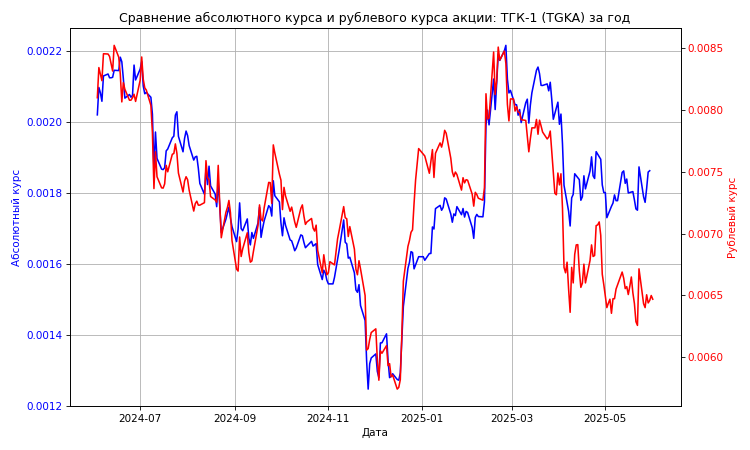 Сравнение абсолютного курса и рублевого курса акции: ТГК-1 (TGKA) за год
0.0022
0.0020
0.0018
0.0016
0.0014
0.0012
Абсолютный курс
0.0085
0.0080
0.0075
0.0070
0.0065
0.0060
Рублевый курс
2024-07 2024-09 2024-11 2025-01 2025-03 2025-05
Дата